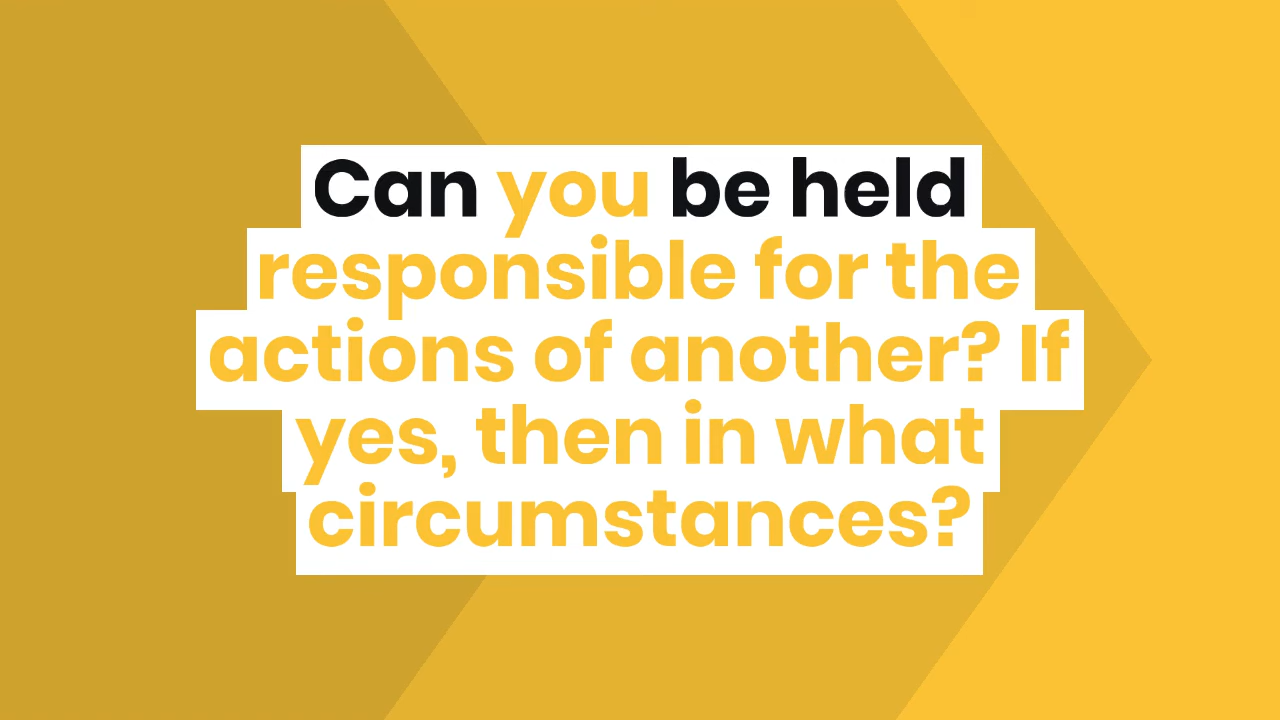 Can you be held
responsible for the
actions of another? If
yes, then in what
circumstances?